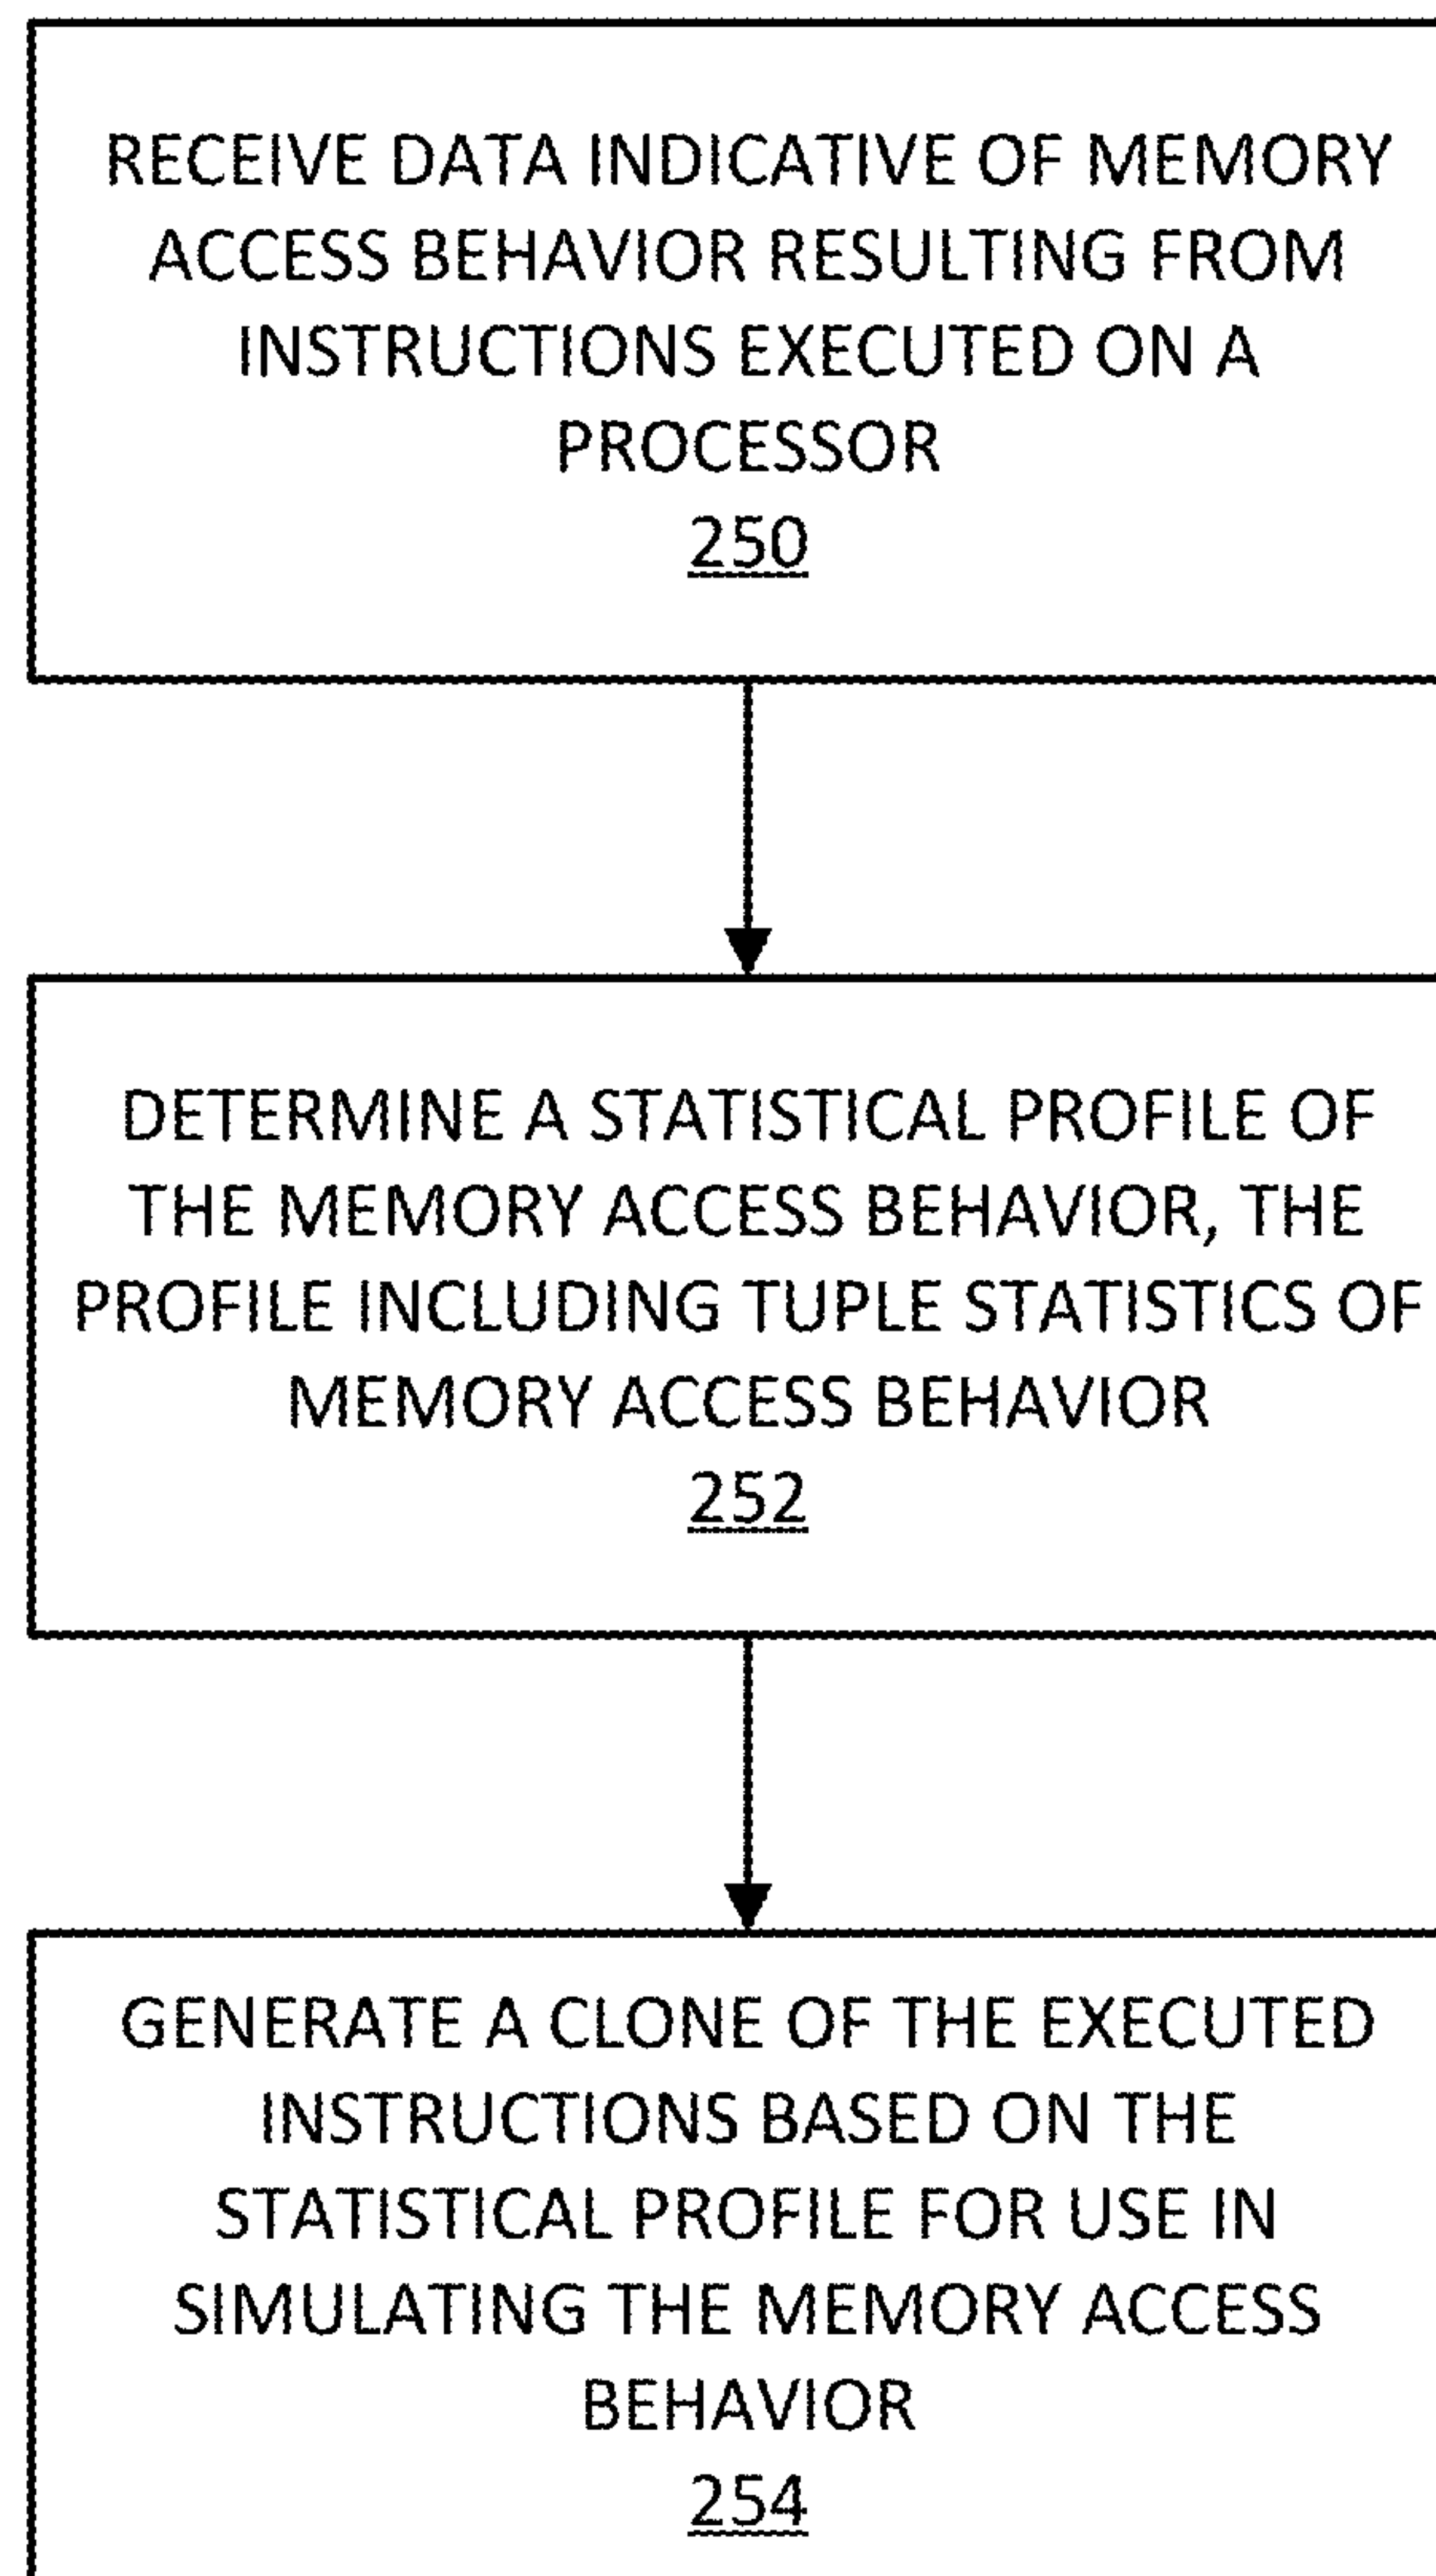 RECEIVE DATA INDICATIVE OF MEMORY
ACCESS BEHAVIOR RESULTING FROM
INSTRUCTIONS EXECUTED ON A
PROCESSOR
250
DETERMINE A STATISTICAL PROFILE OF
THE MEMORY ACCESS BEHAVIOR, THE
PROFILE INCLUDING TUPLE STATISTICS OF
MEMORY ACCESS BEHAVIOR
252
GENERATE A CLONE OF THE EXECUTED
INSTRUCTIONS BASED ON THE
STATISTICAL PROFILE FOR USE IN
SIMULATING THE MEMORY ACCESS
BEHAVIOR
254